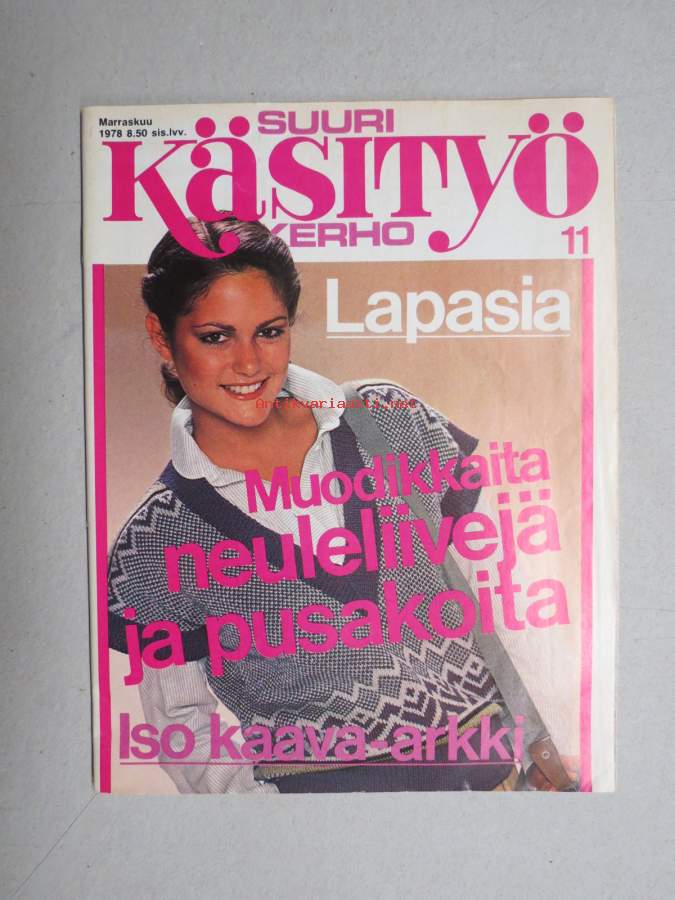 Marraskuu
1978 8.50 sis.lvv.
SUURI
KÄSITYÖ
KERHO
11
Lapasia
Antikvariaatti.net
Muodikkaita
neuleliivejä
ja pusakoita
Iso kaava-arkki